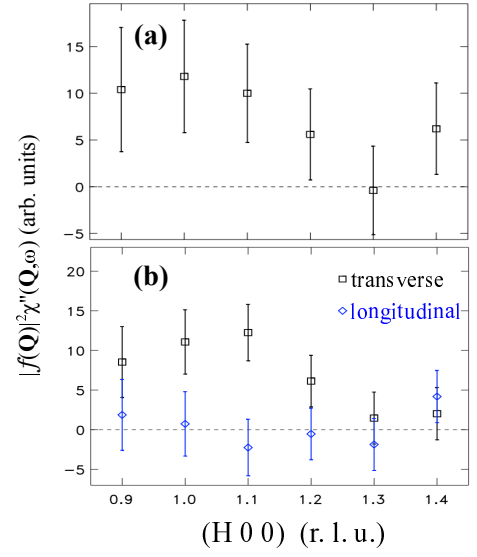 (a)
15
10
5
0
−5
|f(Q)|²χ"(Q,ω) (arb. units)
(b)
transverse
longitudinal
20
15
10
5
0
−5
0.9 1.0 1.1 1.2 1.3 1.4
(H 0 0) (r. l. u.)